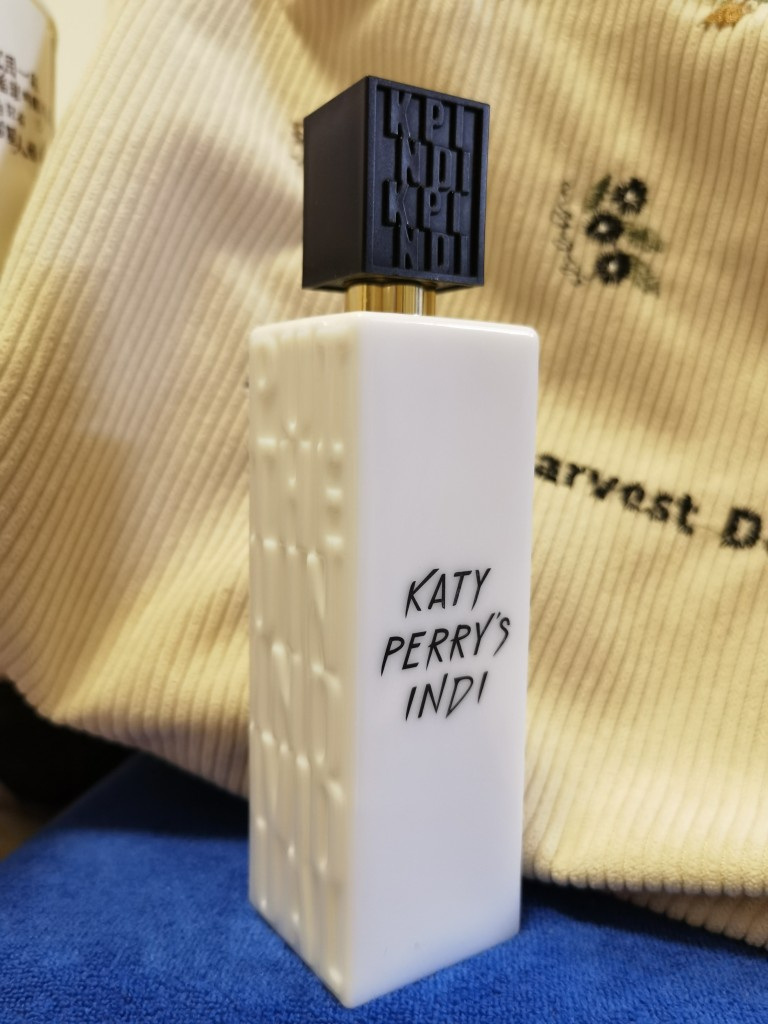 KPI
NDI
KPI
NDI
KATY
PERRY'S
INDI
arvest D